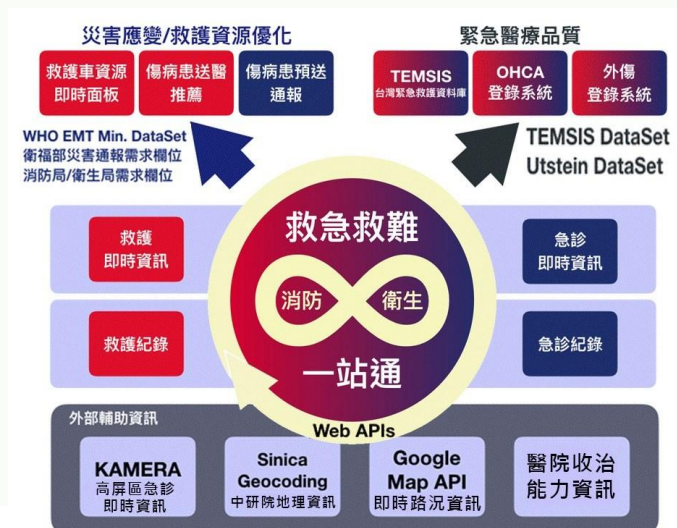 災害應變/救護資源優化
緊急醫療品質
救護車資源
即時面板
傷病患送醫
推薦
傷病患預送
通報
TEMSIS
台灣緊急救護資料庫
OHCA
登錄系統
外傷
登錄系統
WHO EMT Min. DataSet
衛福部災害通報需求欄位
消防局/衛生局需求欄位
TEMSIS DataSet
Utstein DataSet
救護
即時資訊
救急救難
消防
衛生
一站通
急診
即時資訊
救護紀錄
急診紀錄
外部輔助資訊
Web APIs
KAMERA
高屏區急診
即時資訊
Sinica
Geocoding
中研院地理資訊
Google
Map API
即時路況資訊
醫院收治
能力資訊